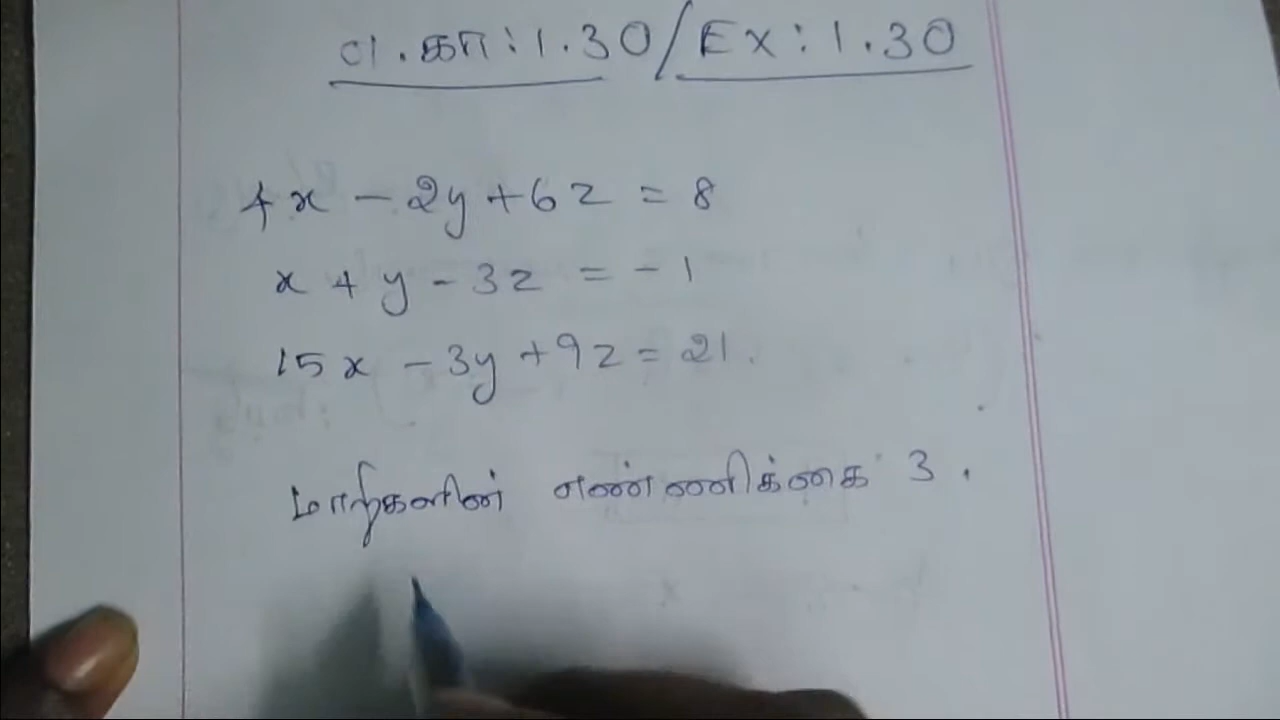 எ.கா : 1.30 / Ex : 1.30
4x - 2y + 6z = 8
x + y - 3z = -1
15x - 3y + 9z = 21.
மாறிகளின் எண்ணிக்கை 3.